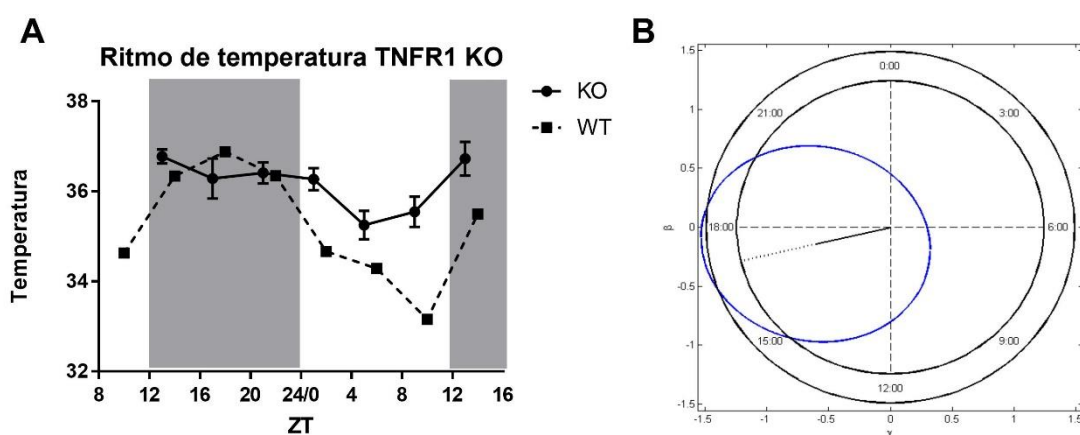 A
Ritmo de temperatura TNFR1 KO
KO
WT
Temperatura
38
36
34
32
8 12 16 20 24/0 4 8 12 16
ZT
B
1.5
1
0.5
0
-0.5
-1
-1.5
β
0:00
21:00 3:00
18:00 6:00
15:00 9:00
12:00
-1.5 -1 -0.5 0 0.5 1 1.5